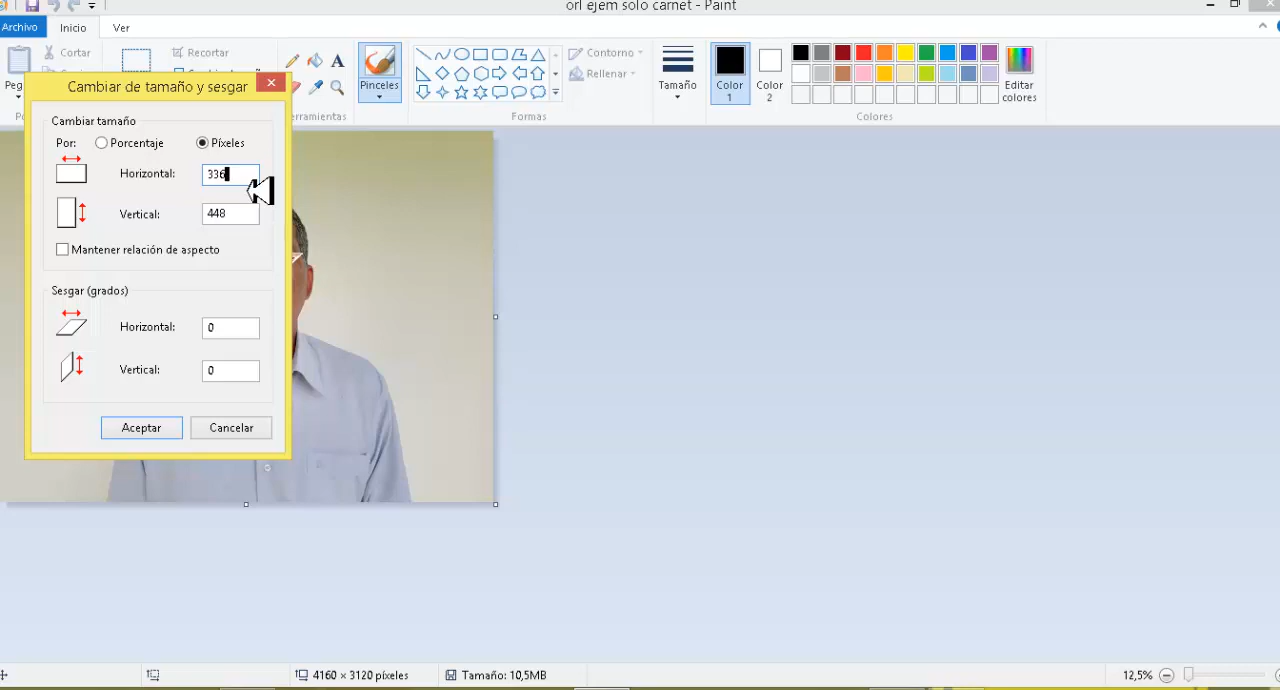 orl ejem solo carnet - Paint
Archivo
Inicio
Ver
Cortar
Recortar
Peg
Pinceles
Contorno
Rellenar
Tamaño
Color
1
Color
2
Editar
colores
erramientas
Formas
Colores
Cambiar de tamaño y sesgar
Cambiar tamaño
Por:
Porcentaje
Píxeles
Horizontal:
336
Vertical:
448
Mantener relación de aspecto
Sesgar (grados)
Horizontal:
0
Vertical:
0
Aceptar
Cancelar
4160 × 3120 píxeles
Tamaño: 10,5MB
12,5%